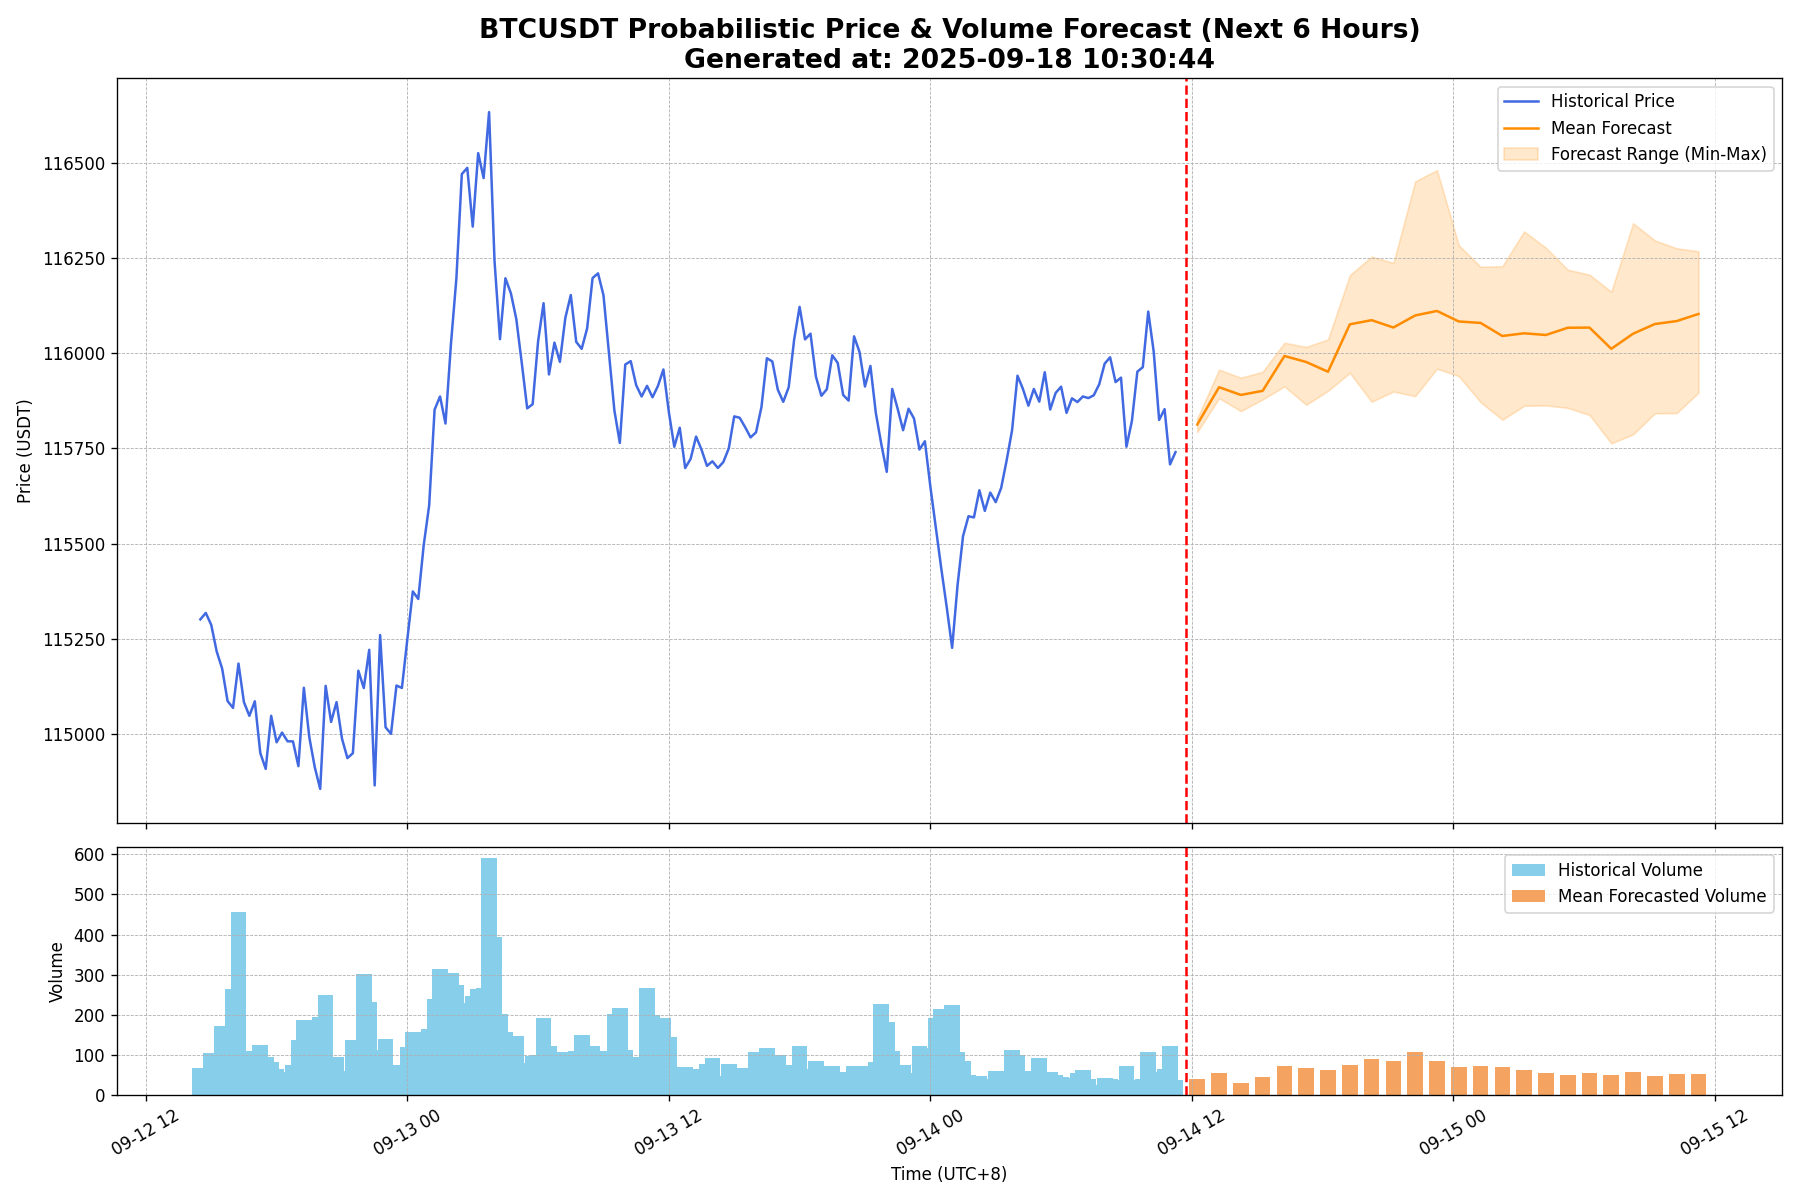 BTCUSDT Probabilistic Price & Volume Forecast (Next 6 Hours)
Generated at: 2025-09-18 10:30:44
Historical Price
Mean Forecast
Forecast Range (Min-Max)
116500
116250
116000
115750
115500
115250
115000
Price (USDT)
Historical Volume
Mean Forecasted Volume
600
500
400
300
200
100
0
Volume
09-12 12
09-13 00
09-13 12
09-14 00
09-14 12
09-15 00
09-15 12
Time (UTC+8)